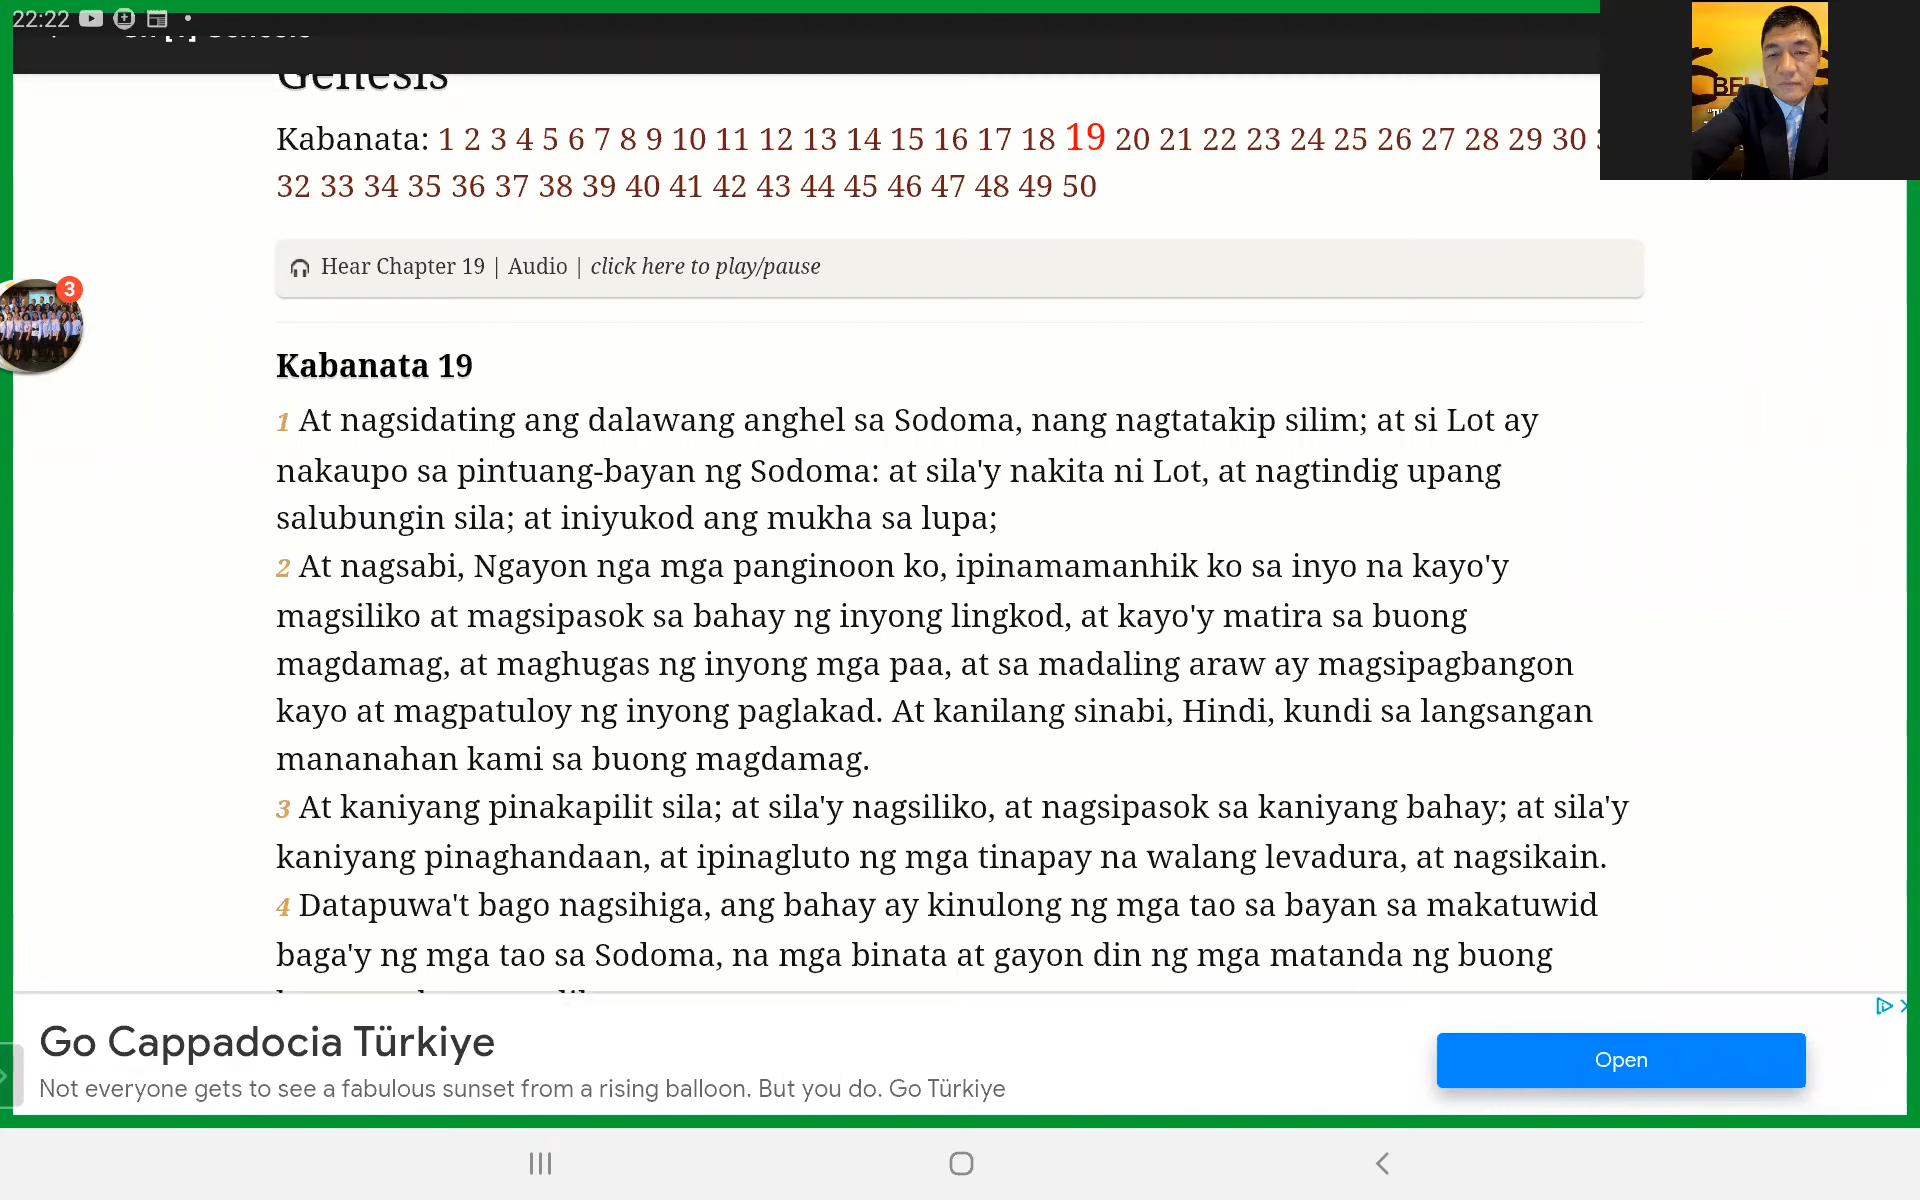 22:22
Genesis
Kabanata: 1 2 3 4 5 6 7 8 9 10 11 12 13 14 15 16 17 18 19 20 21 22 23 24 25 26 27 28 29 30
32 33 34 35 36 37 38 39 40 41 42 43 44 45 46 47 48 49 50
Hear Chapter 19 | Audio | click here to play/pause
3
Kabanata 19
1 At nagsidating ang dalawang anghel sa Sodoma, nang nagtatakip silim; at si Lot ay
nakaupo sa pintuang-bayan ng Sodoma: at sila'y nakita ni Lot, at nagtindig upang
salubungin sila; at iniyukod ang mukha sa lupa;
2 At nagsabi, Ngayon nga mga panginoon ko, ipinamamanhik ko sa inyo na kayo'y
magsiliko at magsipasok sa bahay ng inyong lingkod, at kayo'y matira sa buong
magdamag, at maghugas ng inyong mga paa, at sa madaling araw ay magsipagbangon
kayo at magpatuloy ng inyong paglakad. At kanilang sinabi, Hindi, kundi sa langsangan
mananahan kami sa buong magdamag.
3 At kaniyang pinakapilit sila; at sila'y nagsiliko, at nagsipasok sa kaniyang bahay; at sila'y
kaniyang pinaghandaan, at ipinagluto ng mga tinapay na walang levadura, at nagsikain.
4 Datapuwa't bago nagsihiga, ang bahay ay kinulong ng mga tao sa bayan sa makatuwid
baga'y ng mga tao sa Sodoma, na mga binata at gayon din ng mga matanda ng buong
Go Cappadocia Türkiye
Not everyone gets to see a fabulous sunset from a rising balloon. But you do. Go Türkiye
Open